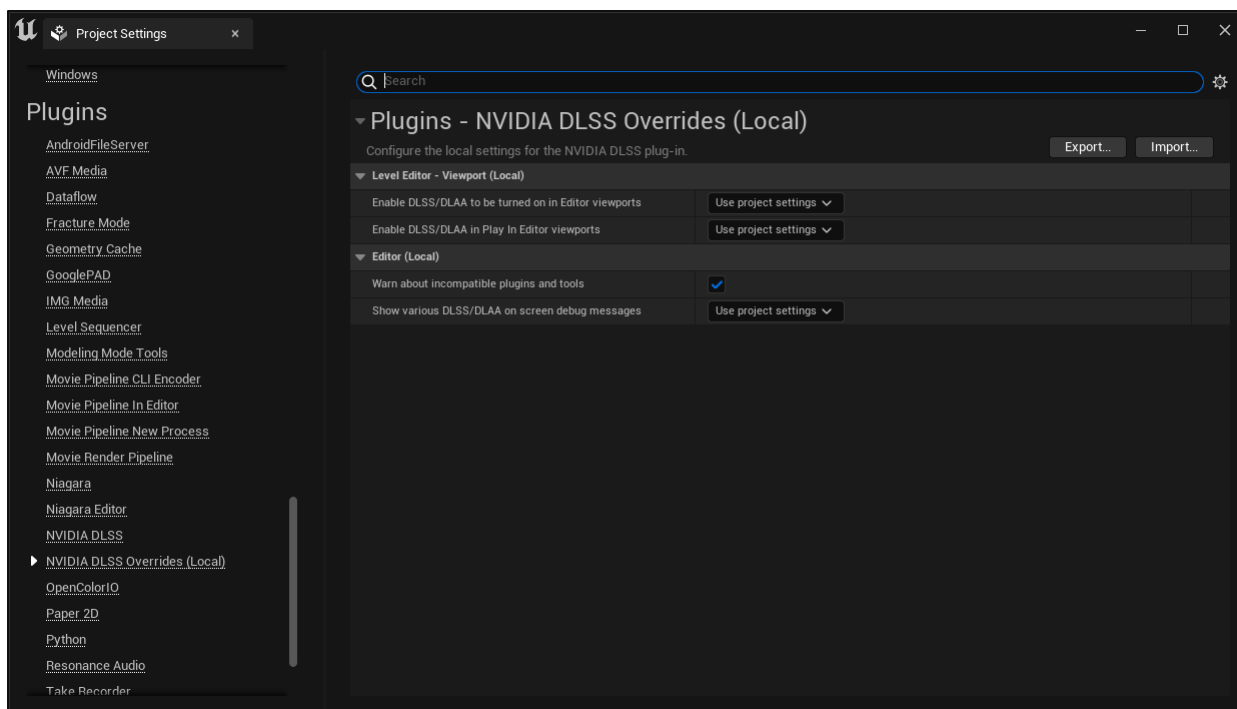 Project Settings
Windows
Plugins
AndroidFileServer
AVF Media
Dataflow
Fracture Mode
Geometry Cache
GooglePAD
IMG Media
Level Sequencer
Modeling Mode Tools
Movie Pipeline CLI Encoder
Movie Pipeline In Editor
Movie Pipeline New Process
Movie Render Pipeline
Niagara
Niagara Editor
NVIDIA DLSS
NVIDIA DLSS Overrides (Local)
OpenColorIO
Paper 2D
Python
Resonance Audio
Take Recorder
Search
Plugins - NVIDIA DLSS Overrides (Local)
Configure the local settings for the NVIDIA DLSS plug-in.
Export... Import...
Level Editor - Viewport (Local)
Enable DLSS/DLAA to be turned on in Editor viewports Use project settings
Enable DLSS/DLAA in Play In Editor viewports Use project settings
Editor (Local)
Warn about incompatible plugins and tools
Show various DLSS/DLAA on screen debug messages Use project settings